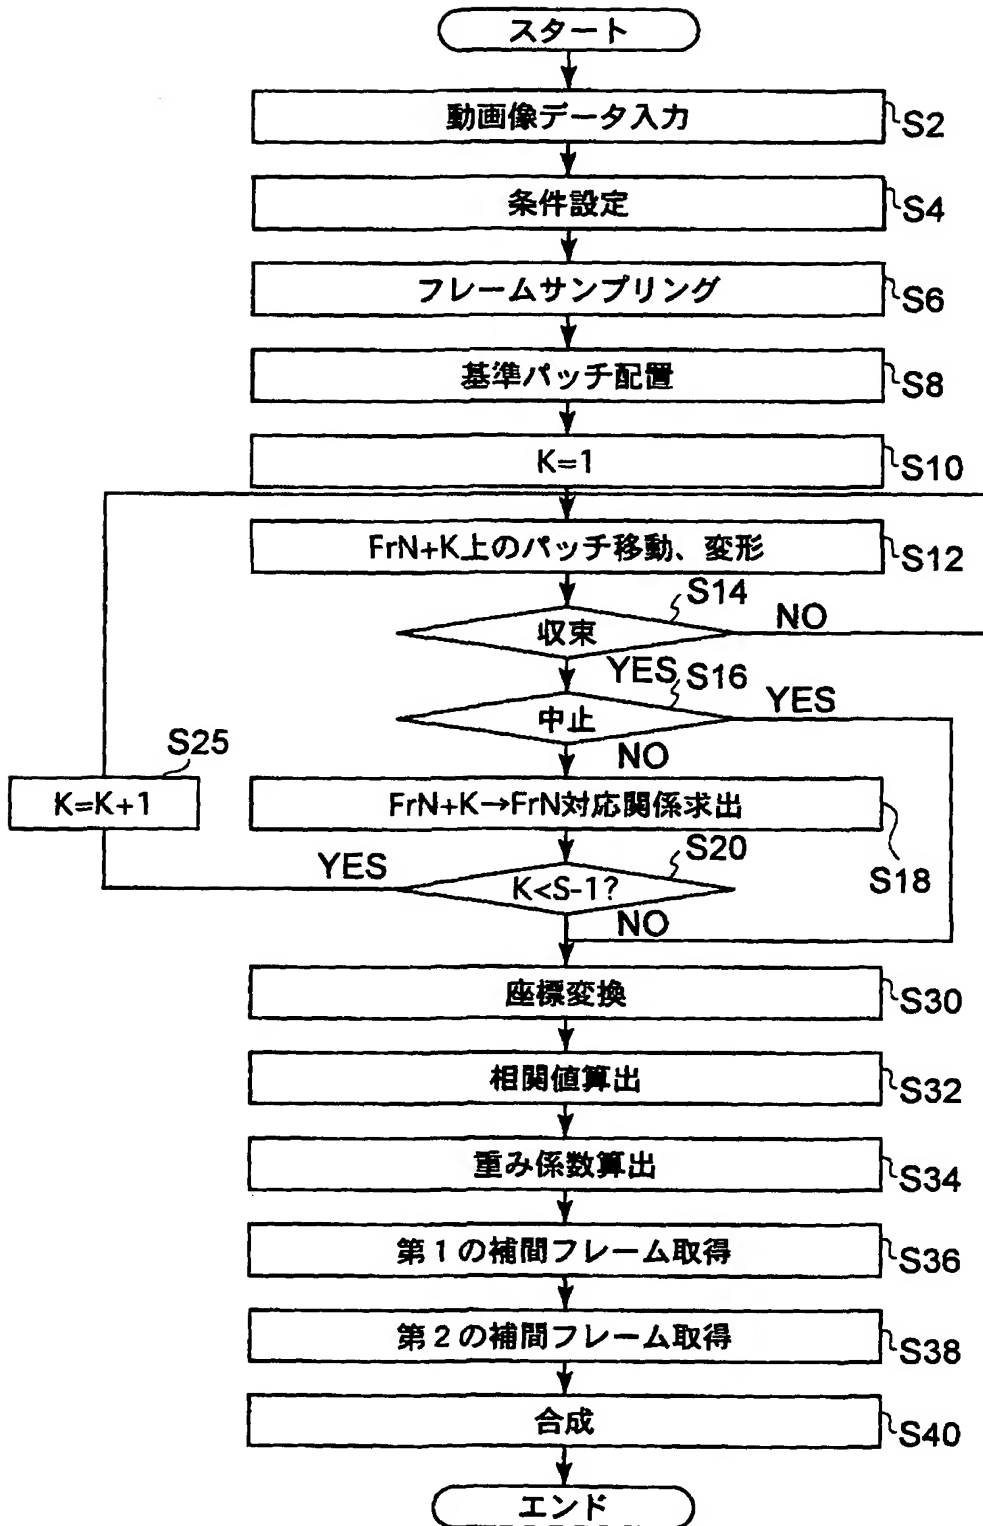 スタート
動画像データ入力
S2
条件設定
S4
フレームサンプリング
S6
基準パッチ配置
S8
K=1
S10
FrN+K上のパッチ移動、変形
S12
S14
収束
NO
YES
S16
中止
YES
NO
S25
K=K+1
FrN+K→FrN対応関係求出
S18
S20
YES
K<S-1?
NO
座標変換
S30
相関値算出
S32
重み係数算出
S34
第1の補間フレーム取得
S36
第2の補間フレーム取得
S38
合成
S40
エンド